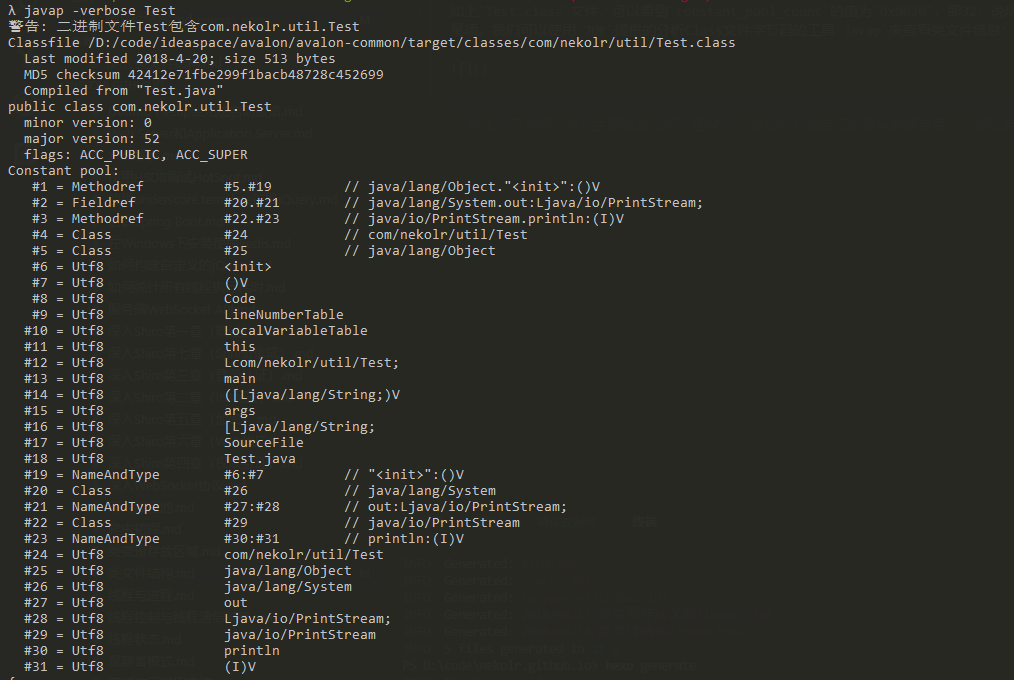 λ javap -verbose Test
警告: 二进制文件Test包含com.nekolr.util.Test
Classfile /D:/code/ideaspace/avalon/avalon-common/target/classes/com/nekolr/util/Test.class
  Last modified 2018-4-20; size 513 bytes
  MD5 checksum 42412e71fbe299f1bacb48728c452699
  Compiled from "Test.java"
public class com.nekolr.util.Test
  minor version: 0
  major version: 52
  flags: ACC_PUBLIC, ACC_SUPER
Constant pool:
   #1 = Methodref          #5.#19         // java/lang/Object."<init>":()V
   #2 = Fieldref           #20.#21        // java/lang/System.out:Ljava/io/PrintStream;
   #3 = Methodref          #22.#23        // java/io/PrintStream.println:(I)V
   #4 = Class              #24            // com/nekolr/util/Test
   #5 = Class              #25            // java/lang/Object
   #6 = Utf8               <init>
   #7 = Utf8               ()V
   #8 = Utf8               Code
   #9 = Utf8               LineNumberTable
  #10 = Utf8               LocalVariableTable
  #11 = Utf8               this
  #12 = Utf8               Lcom/nekolr/util/Test;
  #13 = Utf8               main
  #14 = Utf8               ([Ljava/lang/String;)V
  #15 = Utf8               args
  #16 = Utf8               [Ljava/lang/String;
  #17 = Utf8               SourceFile
  #18 = Utf8               Test.java
  #19 = NameAndType        #6:#7          // "<init>":()V
  #20 = Class              #26            // java/lang/System
  #21 = NameAndType        #27:#28        // out:Ljava/io/PrintStream;
  #22 = Class              #29            // java/io/PrintStream
  #23 = NameAndType        #30:#31        // println:(I)V
  #24 = Utf8               com/nekolr/util/Test
  #25 = Utf8               java/lang/Object
  #26 = Utf8               java/lang/System
  #27 = Utf8               out
  #28 = Utf8               Ljava/io/PrintStream;
  #29 = Utf8               java/io/PrintStream
  #30 = Utf8               println
  #31 = Utf8               (I)V